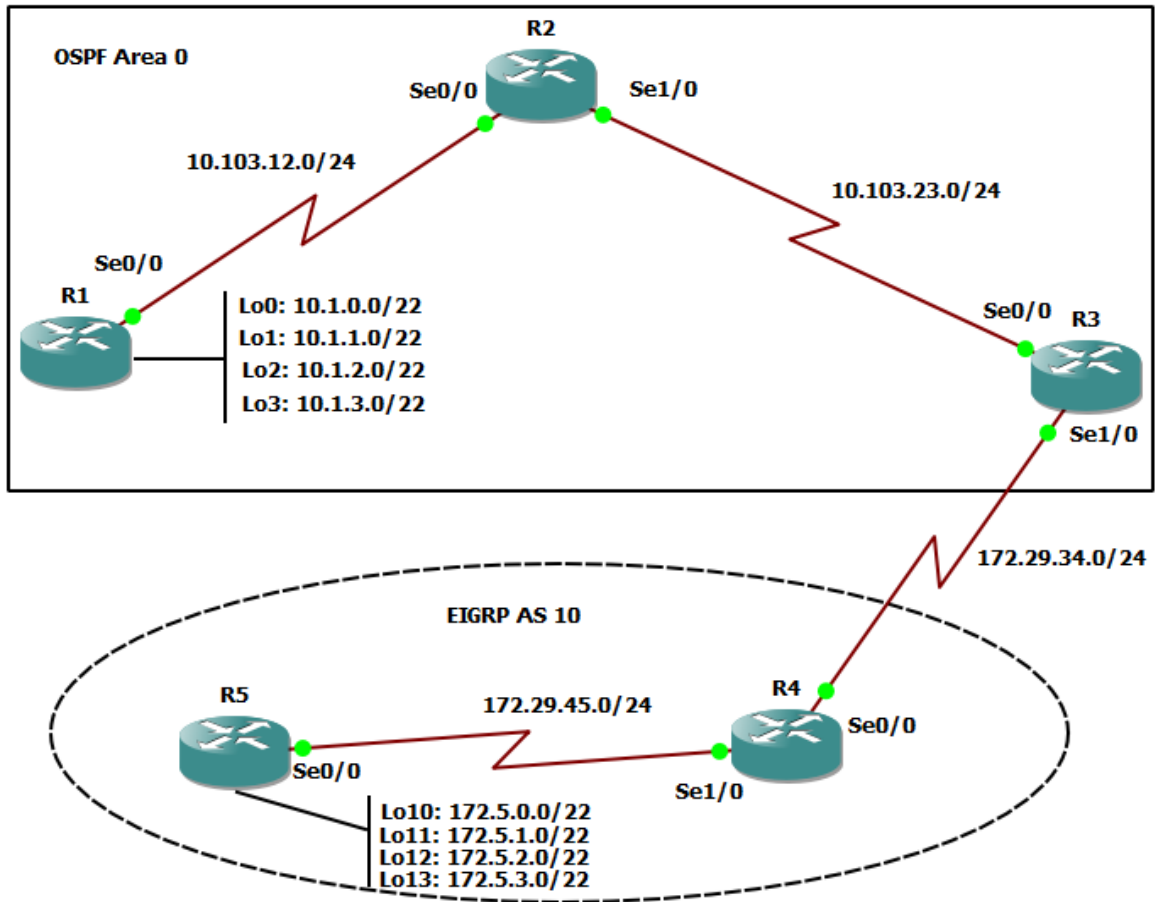 R2
OSPF Area 0
Se0/0
Se1/0
10.103.12.0/24
10.103.23.0/24
Se0/0
R1
Lo0: 10.1.0.0/22
Lo1: 10.1.1.0/22
Lo2: 10.1.2.0/22
Lo3: 10.1.3.0/22
Se0/0
R3
Se1/0
172.29.34.0/24
EIGRP AS 10
R5
172.29.45.0/24
R4
Se0/0
Se0/0
Se1/0
Lo10: 172.5.0.0/22
Lo11: 172.5.1.0/22
Lo12: 172.5.2.0/22
Lo13: 172.5.3.0/22